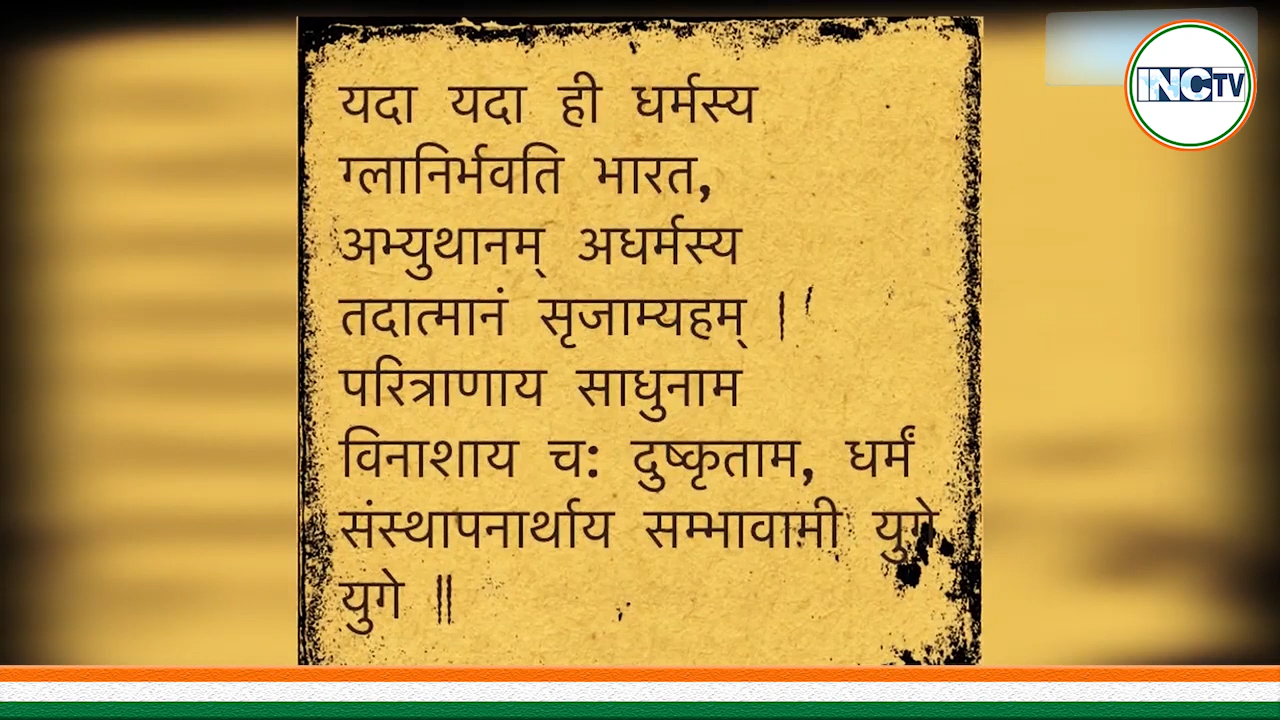 यदा यदा ही धर्मस्य
ग्लानिर्भवति भारत,
अभ्युथानम् अधर्मस्य
तदात्मानं सृजाम्यहम् |
परित्राणाय साधुनाम
विनाशाय च: दुष्कृताम, धर्मं
संस्थापनार्थाय सम्भावामी युगे
युगे ॥
INCTV